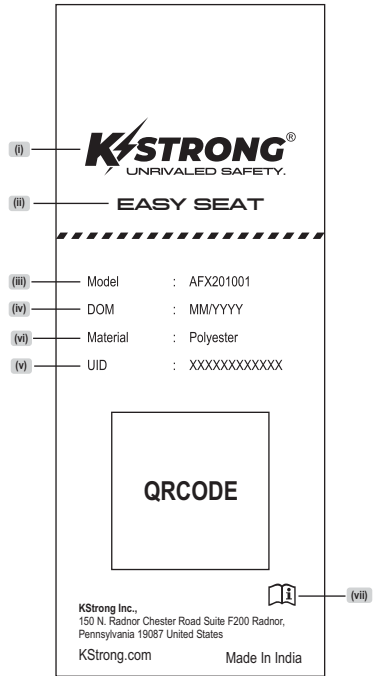 (i) KSTRONG®
UNRIVALED SAFETY.
(ii) EASY SEAT
(iii) Model : AFX201001
(iv) DOM : MM/YYYY
(vi) Material : Polyester
(v) UID : XXXXXXXXXXXX
QRCODE
(vii)
KStrong Inc.,
150 N. Radnor Chester Road Suite F200 Radnor,
Pennsylvania 19087 United States
KStrong.com Made In India